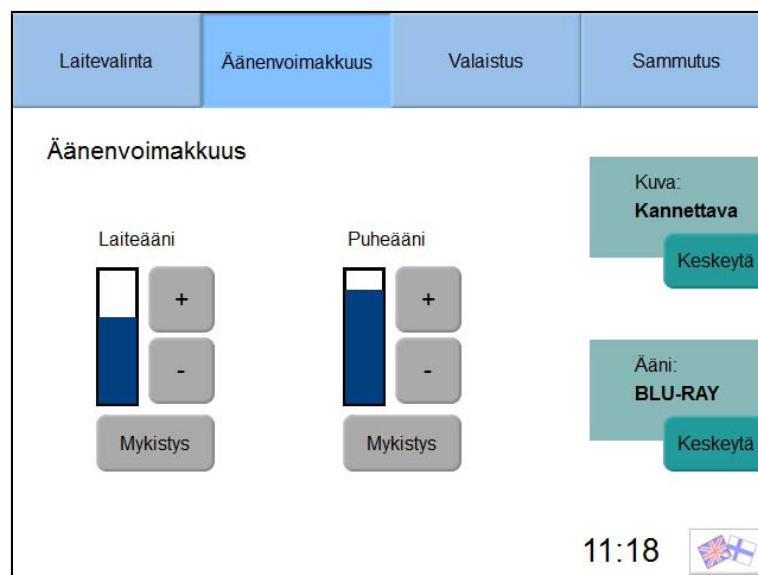 Laitevalinta
Äänenvoimakkuus
Valaistus
Sammutus
Äänenvoimakkuus
Laiteääni
Puheääni
+
+
-
-
Mykistys
Mykistys
Kuva:
Kannettava
Keskeytä
Ääni:
BLU-RAY
Keskeytä
11:18